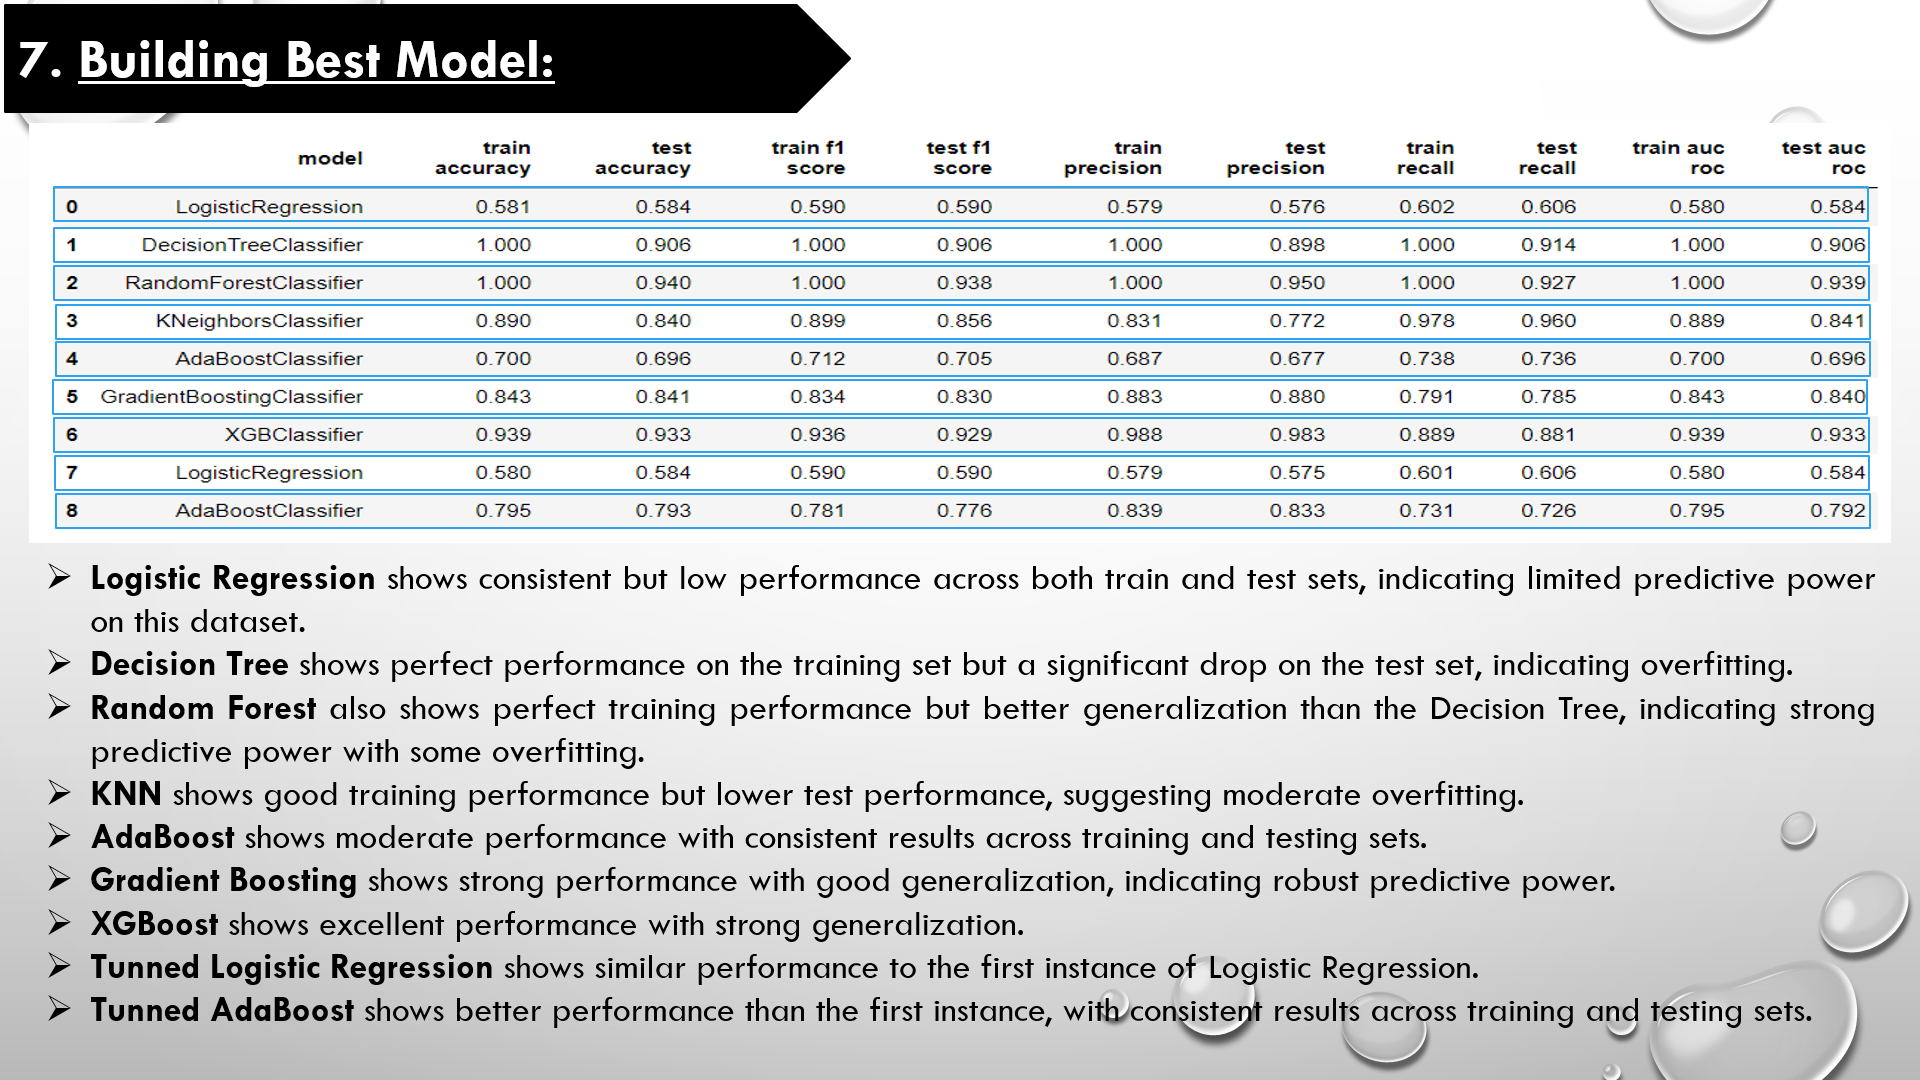 7. Building Best Model:
model train accuracy test accuracy train f1 score test f1 score train precision test precision train recall test recall train auc roc test auc roc
0 LogisticRegression 0.581 0.584 0.590 0.590 0.579 0.576 0.602 0.606 0.580 0.584
1 DecisionTreeClassifier 1.000 0.906 1.000 0.906 1.000 0.898 1.000 0.914 1.000 0.906
2 RandomForestClassifier 1.000 0.940 1.000 0.938 1.000 0.950 1.000 0.927 1.000 0.939
3 KNeighborsClassifier 0.890 0.840 0.899 0.856 0.831 0.772 0.978 0.960 0.889 0.841
4 AdaBoostClassifier 0.700 0.696 0.712 0.705 0.687 0.677 0.738 0.736 0.700 0.696
5 GradientBoostingClassifier 0.843 0.841 0.834 0.830 0.883 0.880 0.791 0.785 0.843 0.840
6 XGBClassifier 0.939 0.933 0.936 0.929 0.988 0.983 0.889 0.881 0.939 0.933
7 LogisticRegression 0.580 0.584 0.590 0.590 0.579 0.575 0.601 0.606 0.580 0.584
8 AdaBoostClassifier 0.795 0.793 0.781 0.776 0.839 0.833 0.731 0.726 0.795 0.792
➢ Logistic Regression shows consistent but low performance across both train and test sets, indicating limited predictive power
on this dataset.
➢ Decision Tree shows perfect performance on the training set but a significant drop on the test set, indicating overfitting.
➢ Random Forest also shows perfect training performance but better generalization than the Decision Tree, indicating strong
predictive power with some overfitting.
➢ KNN shows good training performance but lower test performance, suggesting moderate overfitting.
➢ AdaBoost shows moderate performance with consistent results across training and testing sets.
➢ Gradient Boosting shows strong performance with good generalization, indicating robust predictive power.
➢ XGBoost shows excellent performance with strong generalization.
➢ Tunned Logistic Regression shows similar performance to the first instance of Logistic Regression.
➢ Tunned AdaBoost shows better performance than the first instance, with consistent results across training and testing sets.